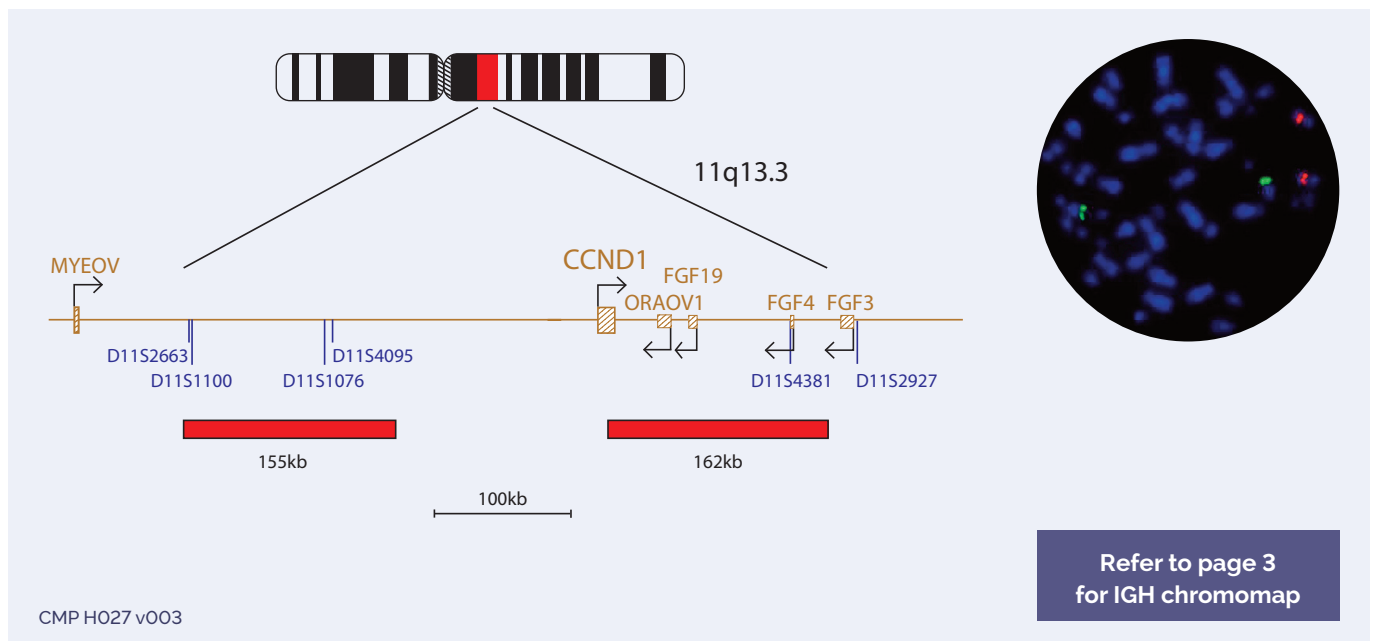 11q13.3
MYEOV
CCND1
FGF19
ORAOV1
FGF4
FGF3
D11S2663
D11S4095
D11S1100
D11S1076
D11S4381
D11S2927
155kb
162kb
100kb
Refer to page 3
for IGH chromomap
CMP H027 v003